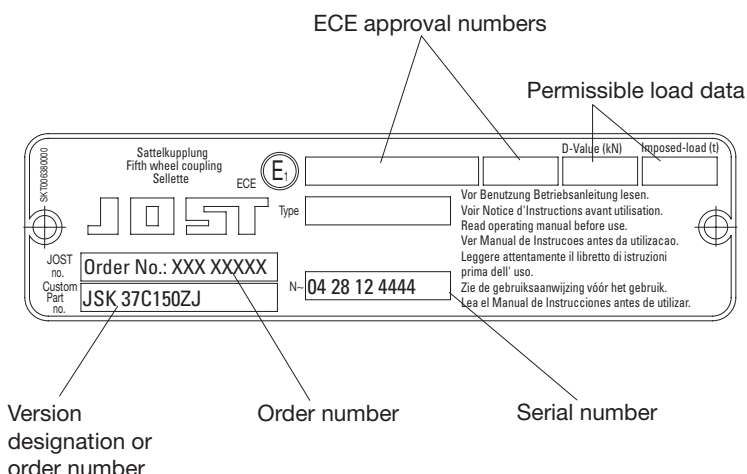 ECE approval numbers
Permissible load data
SKT006380000
Sattelkupplung
Fifth wheel coupling
Sellette
ECE
E1
D-Value (kN)
Imposed-load (t)
JOST
Type
Vor Benutzung Betriebsanleitung lesen.
Voir Notice d'Instructions avant utilisation.
Read operating manual before use.
Ver Manual de Instrucoes antes da utilizacao.
Leggere attentamente il libretto di istruzioni
prima dell' uso.
Zie de gebruiksaanwijzing vóór het gebruik.
Lea el Manual de Instrucciones antes de utilizar.
JOST
no.
Order No.: XXX XXXXX
Custom
Part
no.
JSK 37C150ZJ
N~
04 28 12 4444
Version
designation or
order number
Order number
Serial number